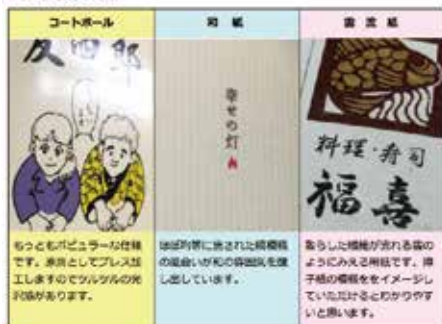 コートボール
友四郎
もっともポピュラーな仕様
です。表面としてプレス加
工しますのでツルツルの光
沢感があります。
和紙
幸せの灯
ほぼ均等に施された縞模様
の風合いが和の雰囲気を醸
し出しています。
雲流紙
料理・寿司
福喜
散らした繊維が流れる雲の
ようにみえる用紙です。障
子紙の模様をイメージし
ていただけるとわかりやす
いと思います。